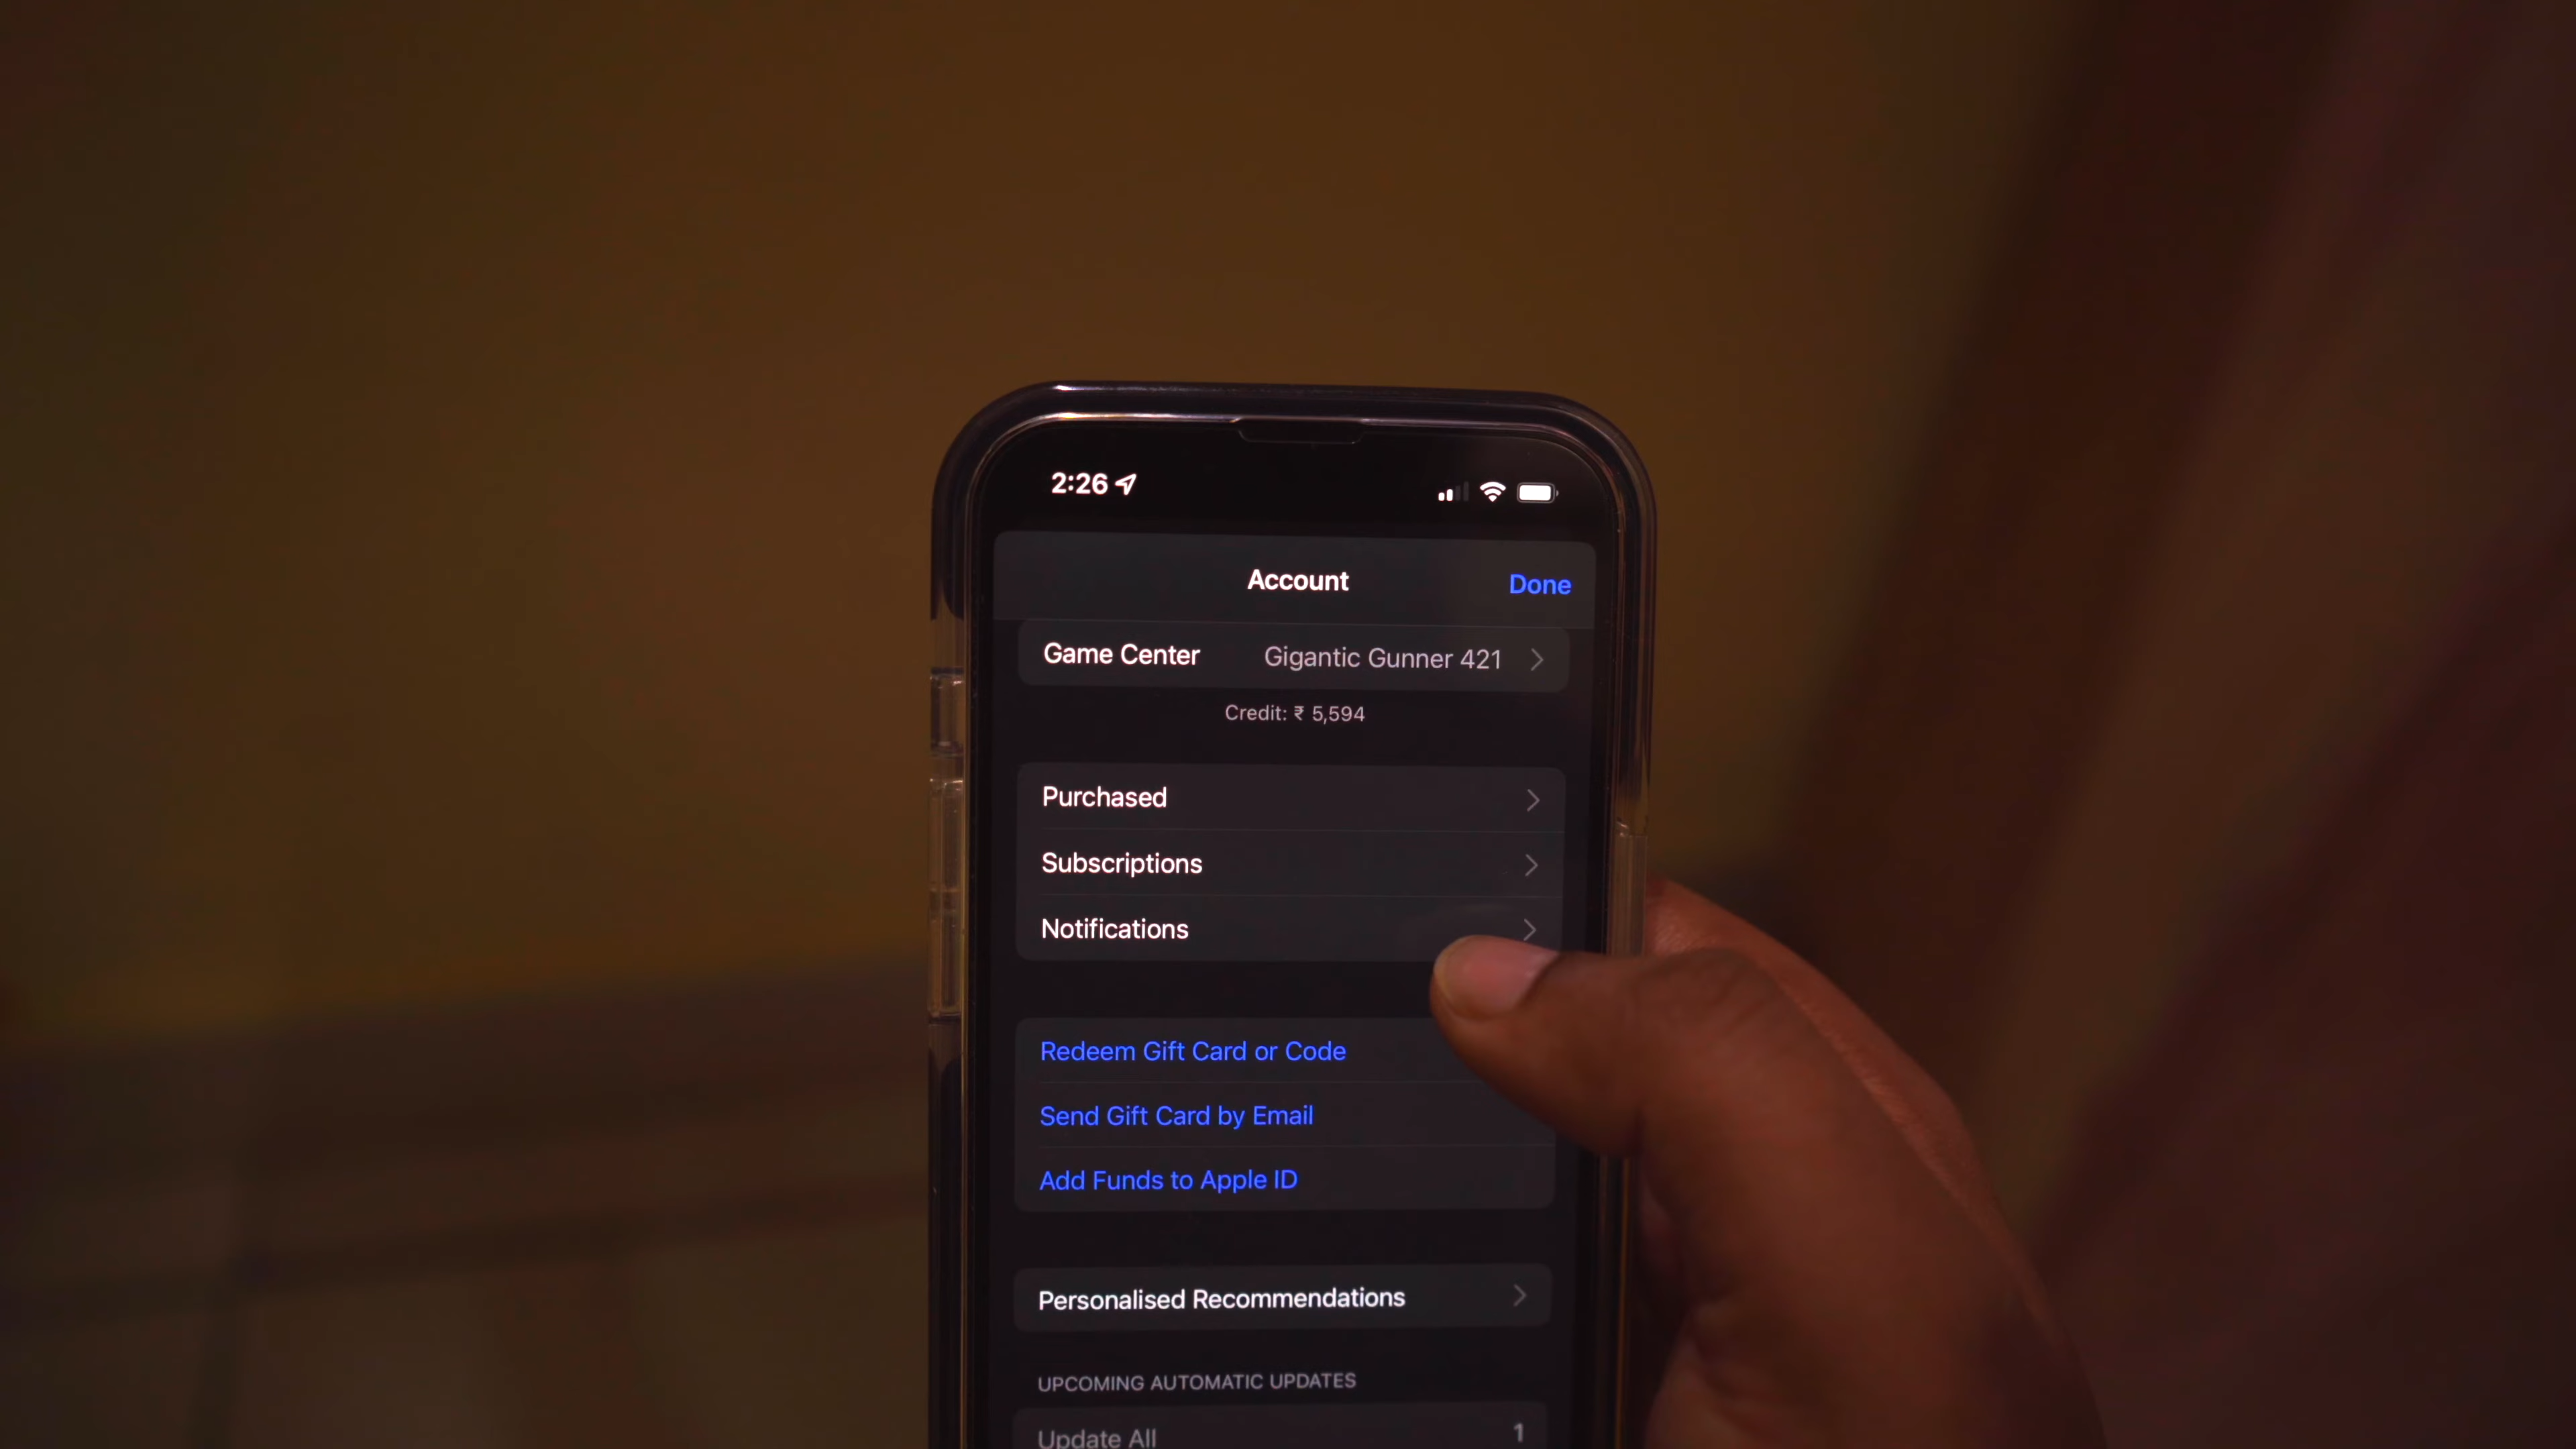 2:26
Account
Done
Game Center
Gigantic Gunner 421
Credit: ₹ 5,594
Purchased
Subscriptions
Notifications
Redeem Gift Card or Code
Send Gift Card by Email
Add Funds to Apple ID
Personalised Recommendations
UPCOMING AUTOMATIC UPDATES
Update All
1